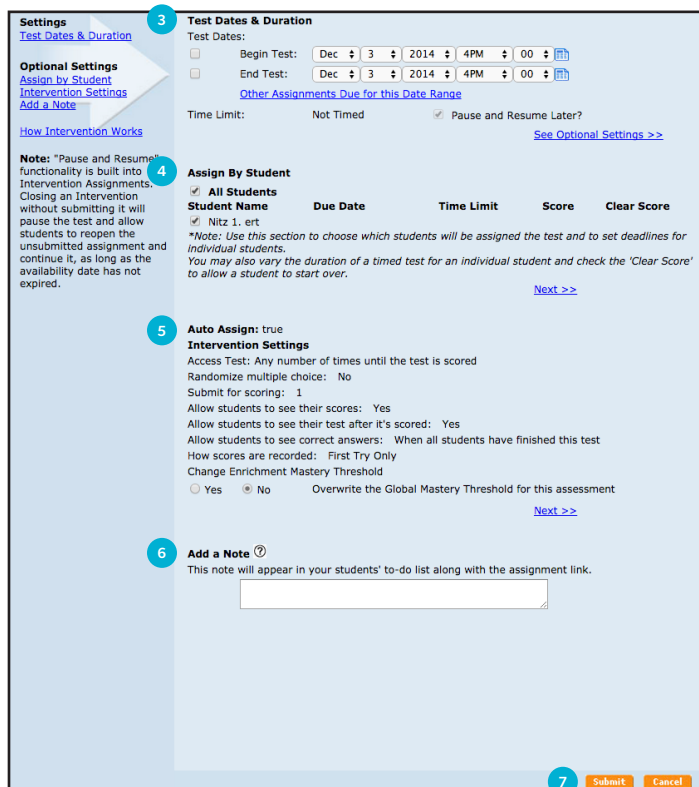 Settings
Test Dates & Duration
Optional Settings
Assign by Student
Intervention Settings
Add a Note
How Intervention Works
Note: "Pause and Resume"
functionality is built into
Intervention Assignments.
Closing an Intervention
without submitting it will
pause the test and allow
students to reopen the
unsubmitted assignment and
continue it, as long as the
availability date has not
expired.
3
Test Dates & Duration
Test Dates:
Begin Test: Dec 3 2014 4PM 00
End Test: Dec 3 2014 4PM 00
Other Assignments Due for this Date Range
Time Limit: Not Timed Pause and Resume Later?
See Optional Settings >>
4
Assign By Student
All Students
Student Name Due Date Time Limit Score Clear Score
Nitz 1. ert
*Note: Use this section to choose which students will be assigned the test and to set deadlines for
individual students.
You may also vary the duration of a timed test for an individual student and check the 'Clear Score'
to allow a student to start over.
Next >>
5
Auto Assign: true
Intervention Settings
Access Test: Any number of times until the test is scored
Randomize multiple choice: No
Submit for scoring: 1
Allow students to see their scores: Yes
Allow students to see their test after it's scored: Yes
Allow students to see correct answers: When all students have finished this test
How scores are recorded: First Try Only
Change Enrichment Mastery Threshold
Yes No Overwrite the Global Mastery Threshold for this assessment
Next >>
6
Add a Note ?
This note will appear in your students' to-do list along with the assignment link.
7
Submit Cancel